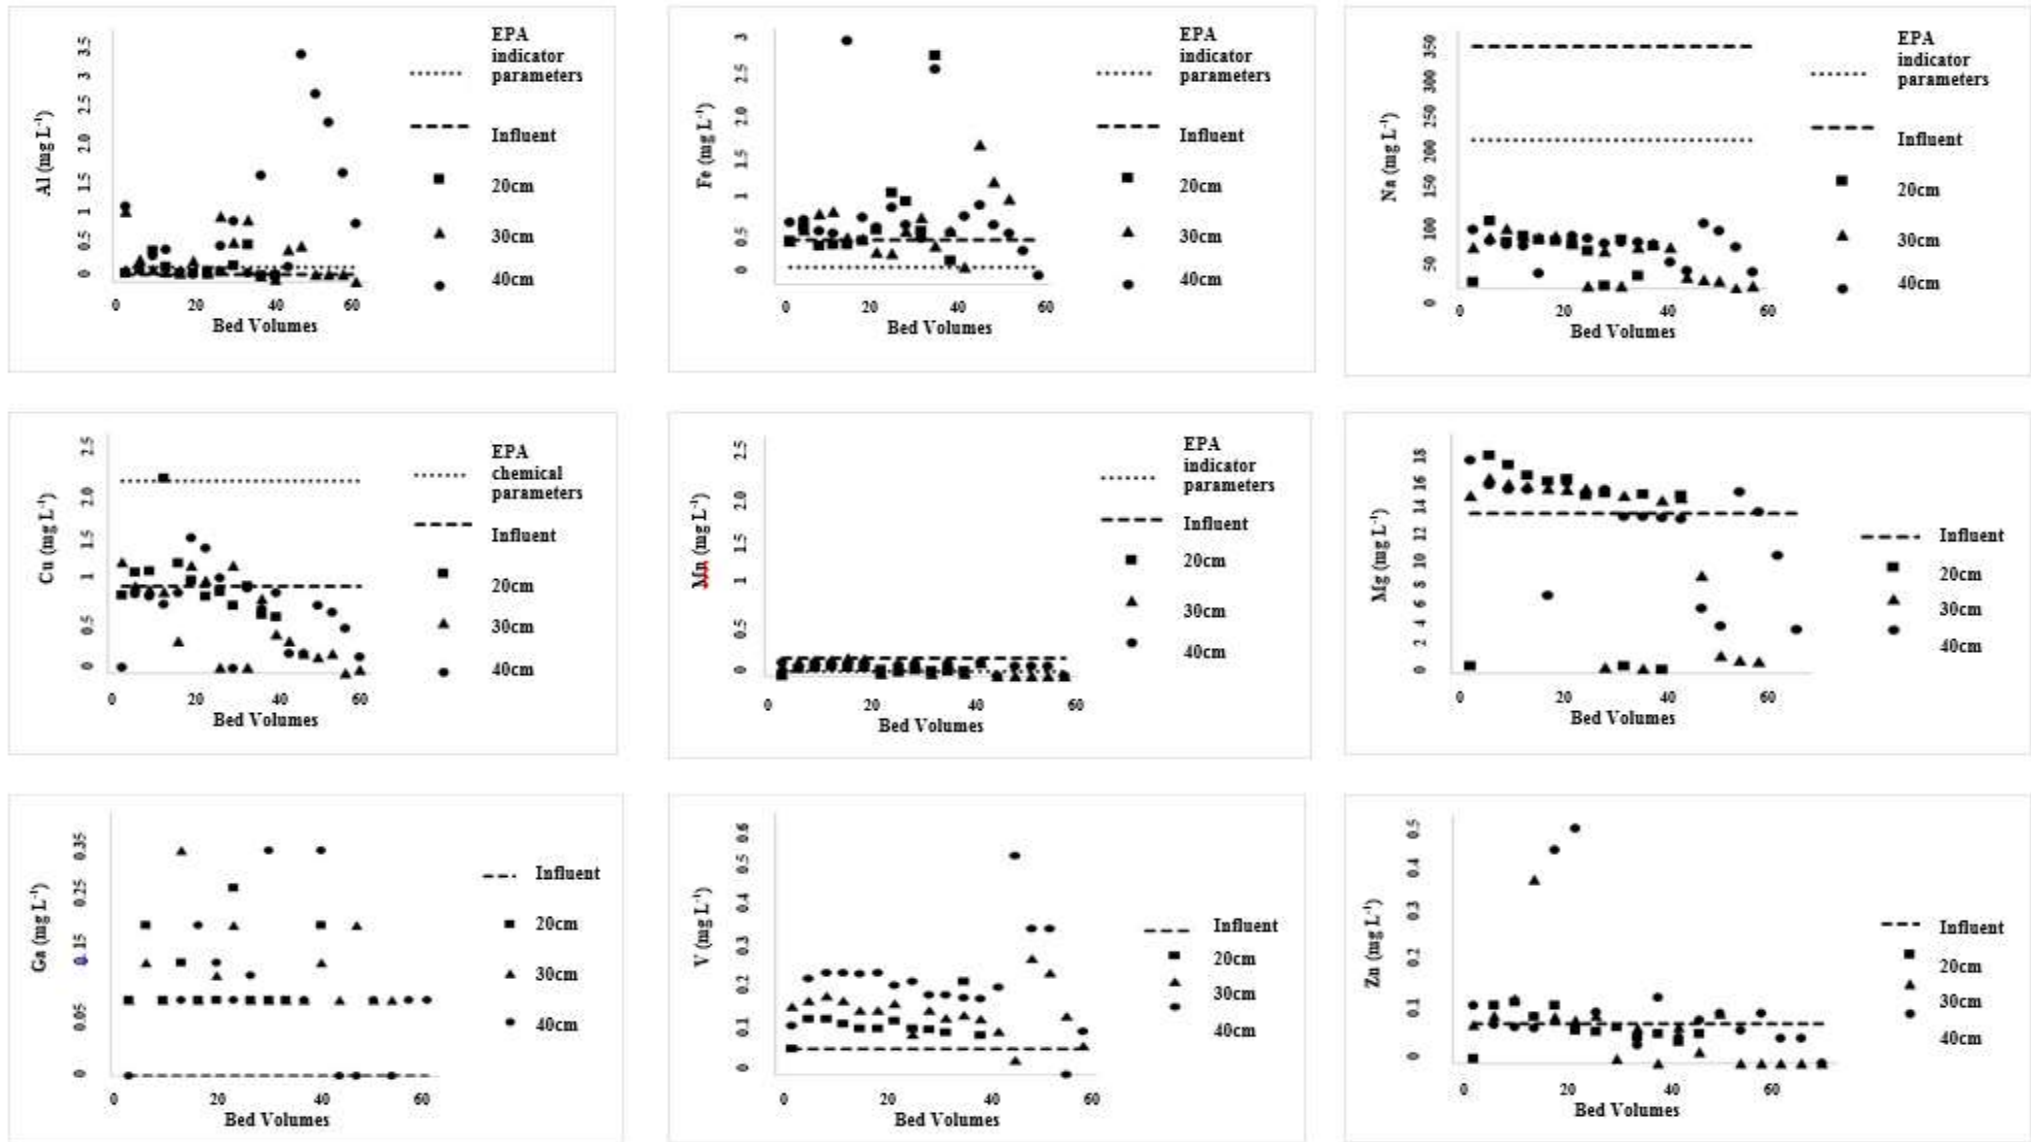 Al (mg L-1)
3.5
3
2.5
2.0
1.5
1
0.5
0
0
20
40
60
Bed Volumes
EPA
indicator
parameters
Influent
20cm
30cm
40cm
Fe (mg L-1)
3
2.5
2.0
1.5
1
0.5
0
0
20
40
60
Bed Volumes
EPA
indicator
parameters
Influent
20cm
30cm
40cm
Na (mg L-1)
350
300
250
200
150
100
50
0
0
20
40
60
Bed Volumes
EPA
indicator
parameters
Influent
20cm
30cm
40cm
Cu (mg L-1)
2.5
2.0
1.5
1
0.5
0
0
20
40
60
Bed Volumes
EPA
chemical
parameters
Influent
20cm
30cm
40cm
Mn (mg L-1)
2.5
2.0
1.5
1
0.5
0
0
20
40
60
Bed Volumes
EPA
indicator
parameters
Influent
20cm
30cm
40cm
Mg (mg L-1)
18
16
14
12
10
8
6
4
2
0
0
20
40
60
Bed Volumes
Influent
20cm
30cm
40cm
Ga (mg L-1)
0.35
0.25
0.15
0.05
0
0
20
40
60
Bed Volumes
Influent
20cm
30cm
40cm
V (mg L-1)
0.6
0.5
0.4
0.3
0.2
0.1
0
0
20
40
60
Bed Volumes
Influent
20cm
30cm
40cm
Zn (mg L-1)
0.5
0.4
0.3
0.2
0.1
0
0
20
40
60
Bed Volumes
Influent
20cm
30cm
40cm